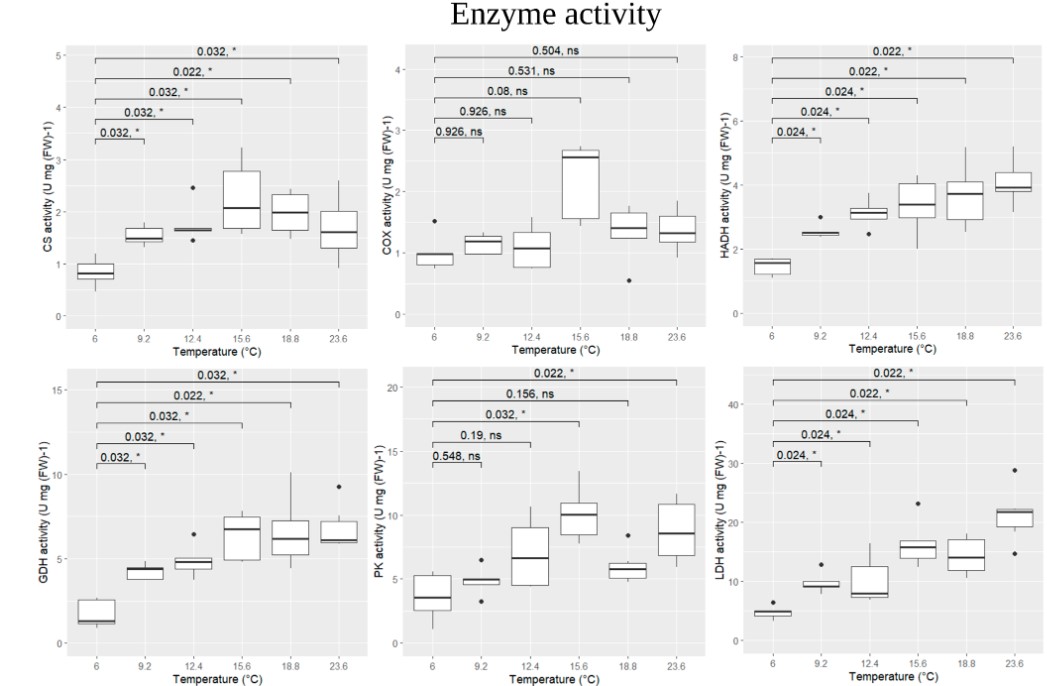 Enzyme activity
CS activity (U mg (FW)-1)
5
4
3
2
1
0
0.032, *
0.022, *
0.032, *
0.032, *
0.032, *
6 9.2 12.4 15.6 18.8 23.6
Temperature (°C)
COX activity (U mg (FW)-1)
4
3
2
1
0
0.504, ns
0.531, ns
0.08, ns
0.926, ns
0.926, ns
6 9.2 12.4 15.6 18.8 23.6
Temperature (°C)
HADH activity (U mg (FW)-1)
8
6
4
2
0
0.022, *
0.022, *
0.024, *
0.024, *
0.024, *
6 9.2 12.4 15.6 18.8 23.6
Temperature (°C)
GDH activity (U mg (FW)-1)
15
10
5
0
0.032, *
0.022, *
0.032, *
0.032, *
0.032, *
6 9.2 12.4 15.6 18.8 23.6
Temperature (°C)
PK activity (U mg (FW)-1)
20
15
10
5
0
0.022, *
0.156, ns
0.032, *
0.19, ns
0.548, ns
6 9.2 12.4 15.6 18.8 23.6
Temperature (°C)
LDH activity (U mg (FW)-1)
40
30
20
10
0
0.022, *
0.022, *
0.024, *
0.024, *
0.024, *
6 9.2 12.4 15.6 18.8 23.6
Temperature (°C)